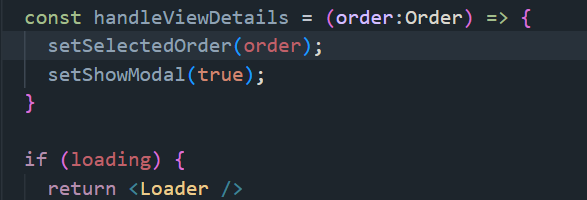 const handleViewDetails = (order:Order) => {
  setSelectedOrder(order);
  setShowModal(true);
}

if (loading) {
  return <Loader />